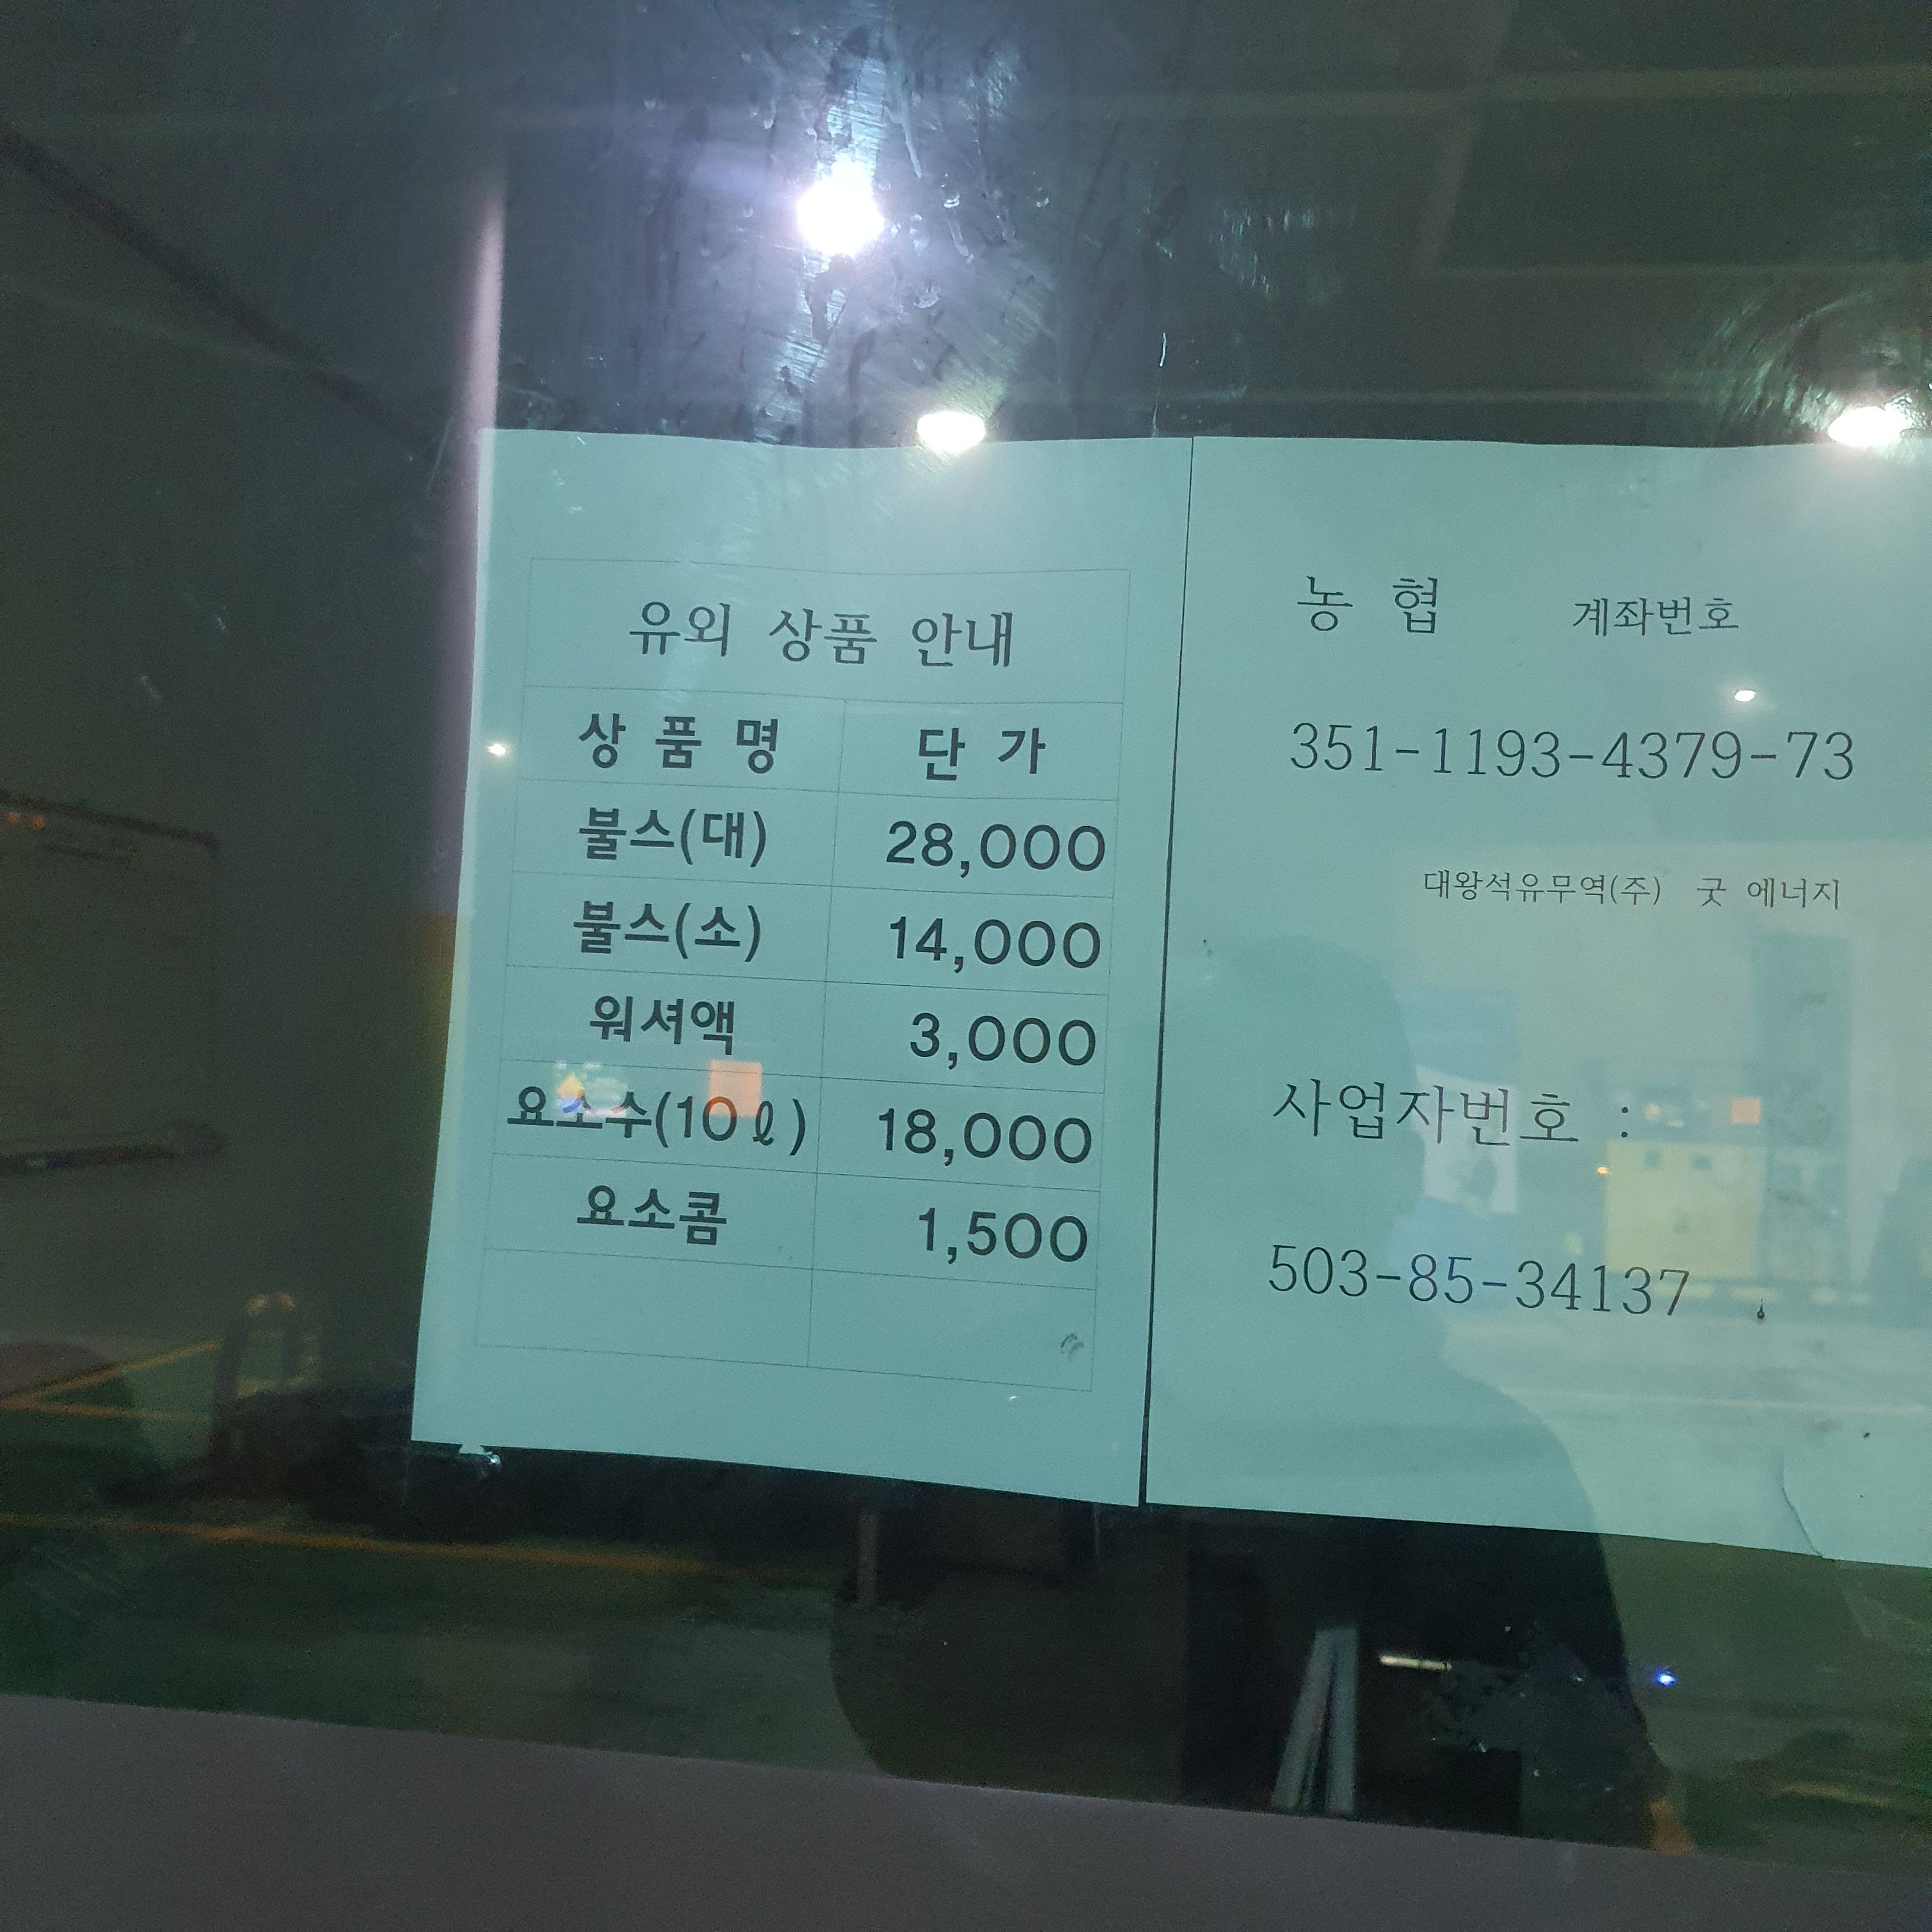 유외 상품 안내
상 품 명 단 가
불스(대) 28,000
불스(소) 14,000
워셔액 3,000
요소수(10ℓ) 18,000
요소콤 1,500
농 협 계좌번호
351-1193-4379-73
대왕석유무역(주) 굿 에너지
사업자번호 :
503-85-34137